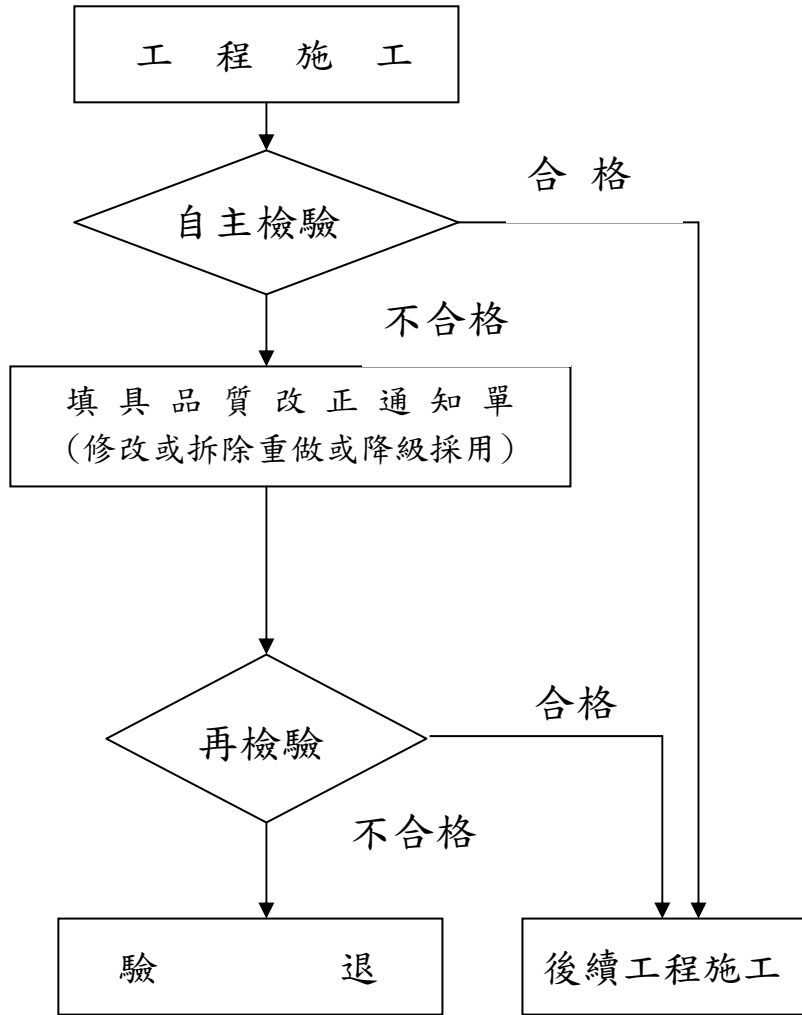 工程施工
合格
自主檢驗
不合格
填具品質改正通知單
(修改或拆除重做或降級採用)
合格
再檢驗
不合格
驗退
後續工程施工